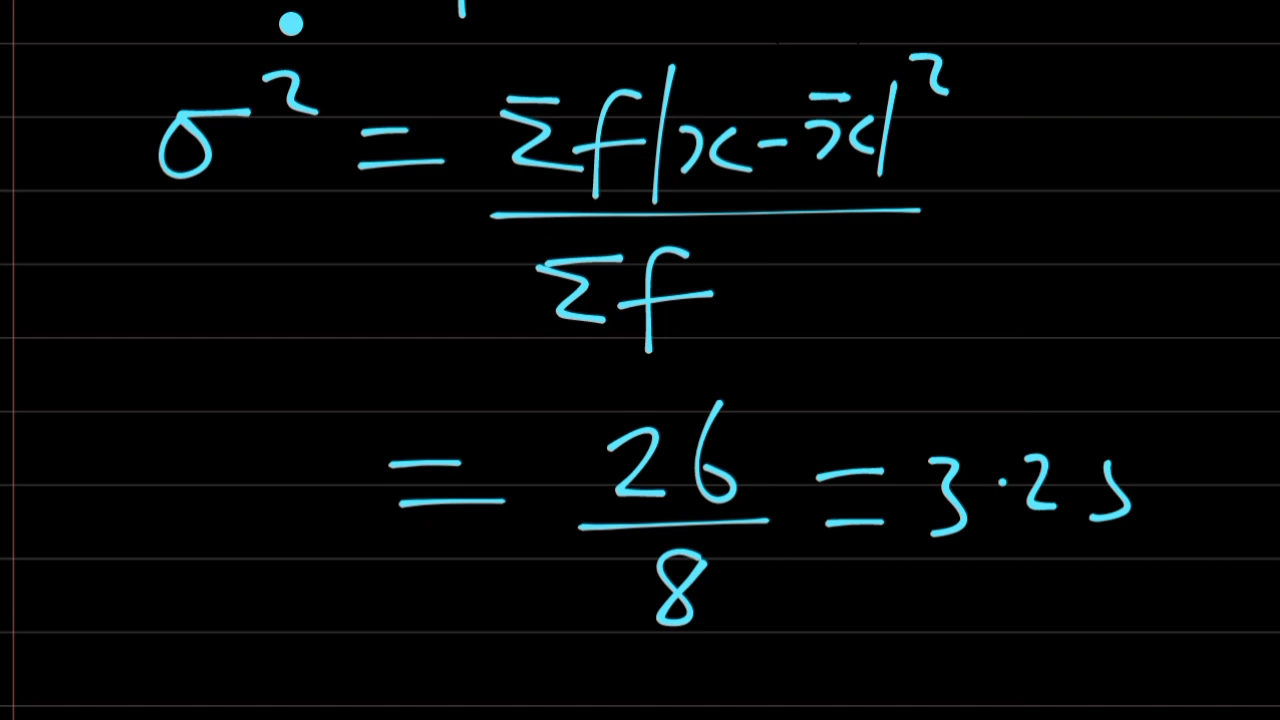 σ² = Σf|x-x̄|²
Σf
= 26/8 = 3.25